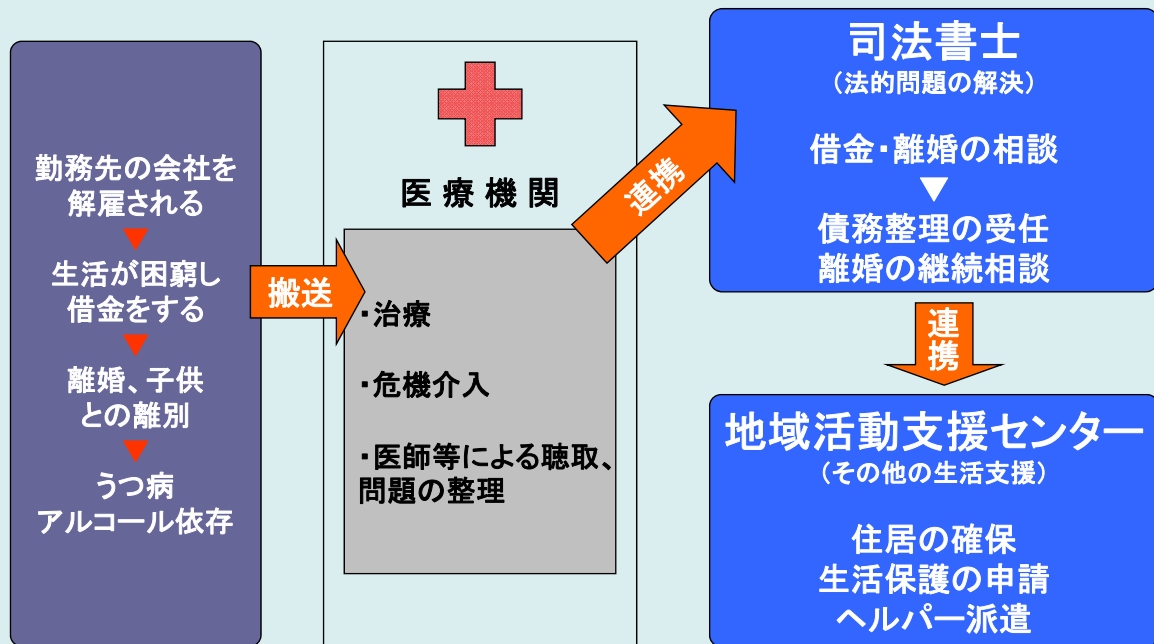 勤務先の会社を
解雇される
▼
生活が困窮し
借金をする
▼
離婚、子供
との離別
▼
うつ病
アルコール依存
搬送
医療機関
・治療
・危機介入
・医師等による聴取、
問題の整理
連携
司法書士
（法的問題の解決）
借金・離婚の相談
▼
債務整理の受任
離婚の継続相談
連携
地域活動支援センター
（その他の生活支援）
住居の確保
生活保護の申請
ヘルパー派遣